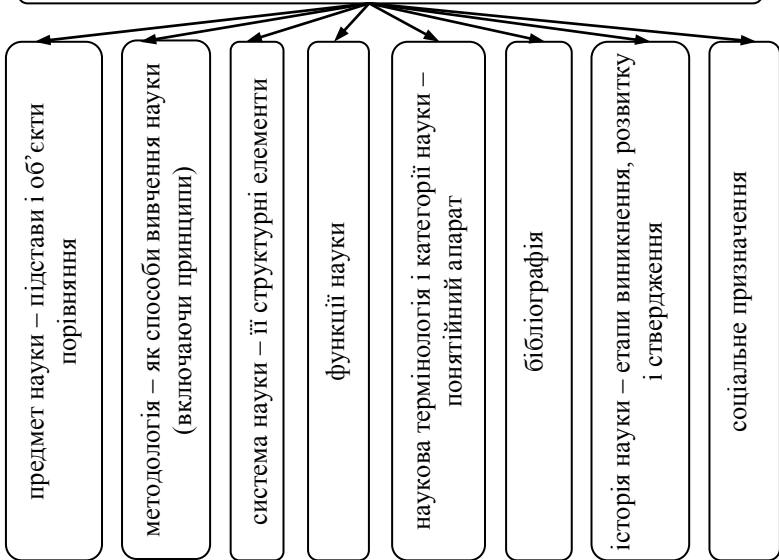 предмет науки – підстави і об’єкти
порівняння
методологія – як способи вивчення науки
(включаючи принципи)
система науки – її структурні елементи
функції науки
наукова термінологія і категорії науки –
понятійний апарат
бібліографія
історія науки – етапи виникнення, розвитку
і ствердження
соціальне призначення